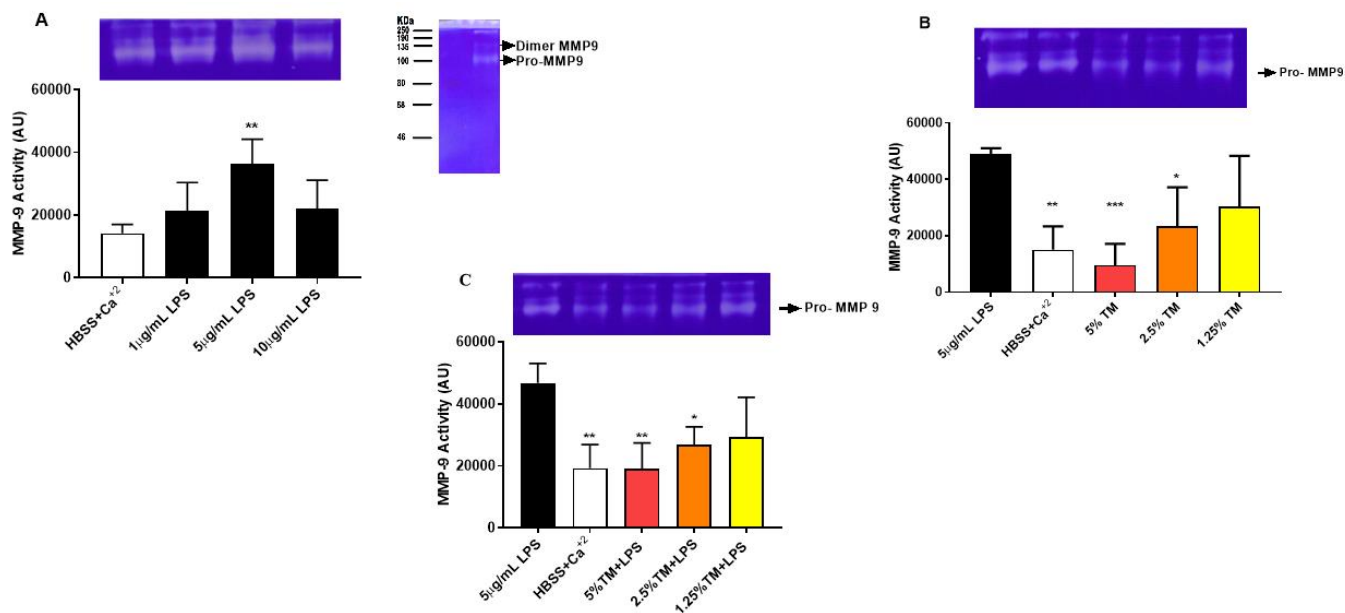 A
KDa
250
190
135
100
80
58
46
Dimer MMP9
Pro-MMP9
MMP-9 Activity (AU)
60000
40000
20000
0
**
HBSS+Ca+2
1µg/mL LPS
5µg/mL LPS
10µg/mL LPS
B
Pro-MMP9
MMP-9 Activity (AU)
60000
40000
20000
0
**
***
*
5µg/mL LPS
HBSS+Ca+2
5% TM
2.5% TM
1.25% TM
C
Pro- MMP 9
MMP-9 Activity (AU)
60000
40000
20000
0
**
**
*
5µg/mL LPS
HBSS+Ca+2
5%TM+LPS
2.5%TM+LPS
1.25%TM+LPS